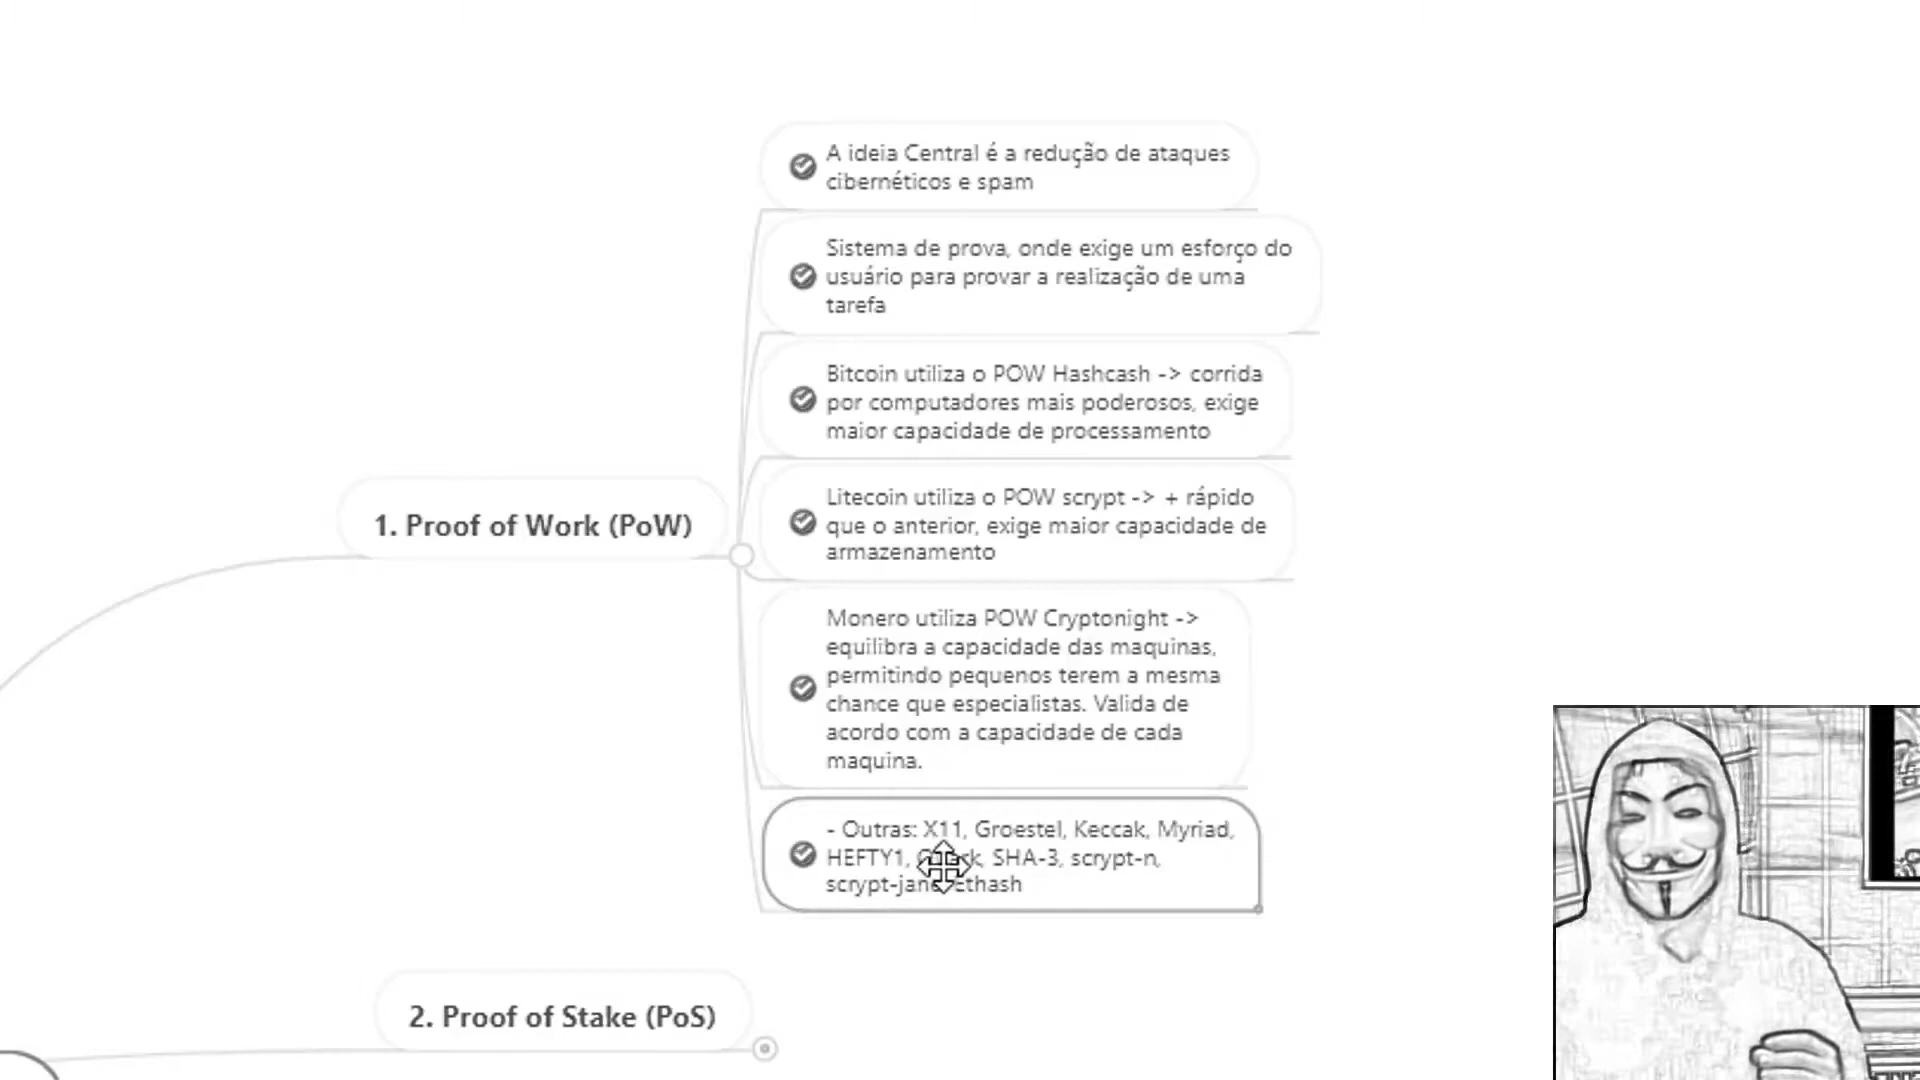 A ideia Central é a redução de ataques
cibernéticos e spam
Sistema de prova, onde exige um esforço do
usuário para provar a realização de uma
tarefa
Bitcoin utiliza o POW Hashcash -> corrida
por computadores mais poderosos, exige
maior capacidade de processamento
1. Proof of Work (PoW)
Litecoin utiliza o POW scrypt -> + rápido
que o anterior, exige maior capacidade de
armazenamento
Monero utiliza POW Cryptonight ->
equilibra a capacidade das maquinas,
permitindo pequenos terem a mesma
chance que especialistas. Valida de
acordo com a capacidade de cada
maquina.
- Outras: X11, Groestel, Keccak, Myriad,
HEFTY1, SHA-3, scrypt-n,
scrypt-jane, Ethash
2. Proof of Stake (PoS)